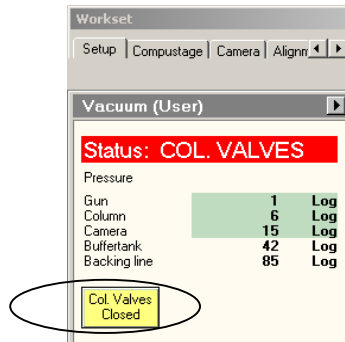 Workset
Setup Compustage Camera Alignm
Vacuum (User)
Status: COL. VALVES
Pressure
Gun 1 Log
Column 6 Log
Camera 15 Log
Buffertank 42 Log
Backing line 85 Log
Col. Valves
Closed